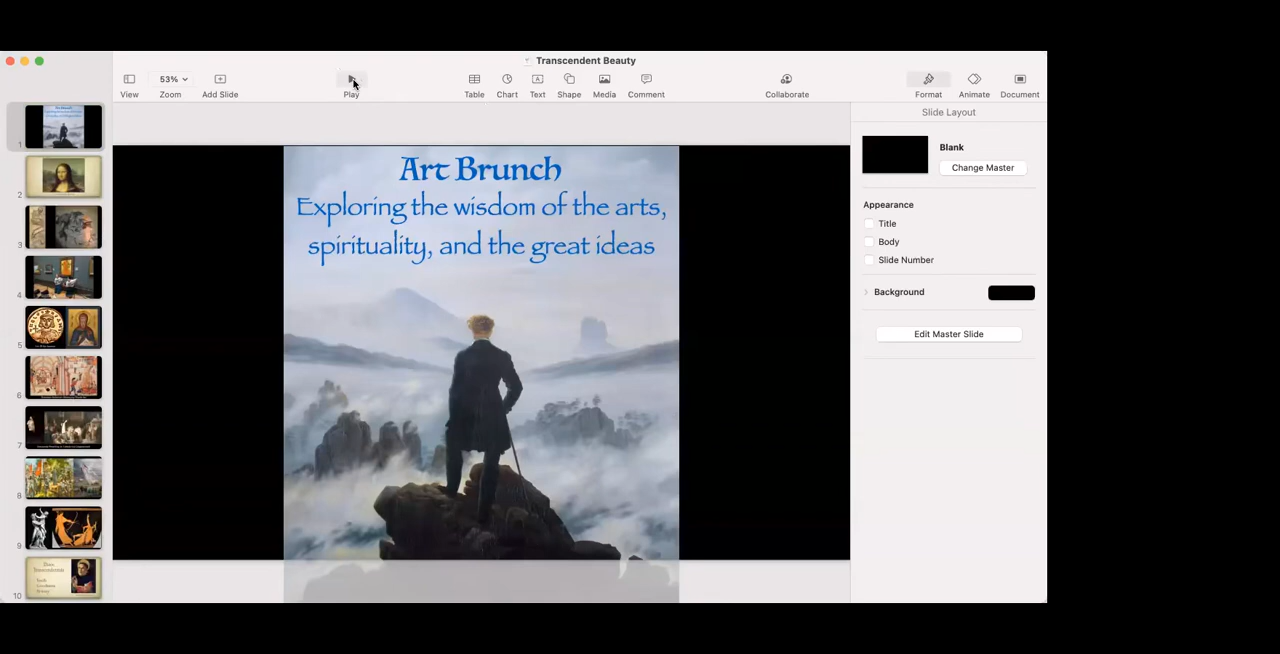 Transcendent Beauty
View
53%
Zoom
Add Slide
Play
Table
Chart
Text
Shape
Media
Comment
Collaborate
Format
Animate
Document
1
2
3
4
5
6
7
8
9
10
Art Brunch
Exploring the wisdom of the arts,
spirituality, and the great ideas
Slide Layout
Blank
Change Master
Appearance
Title
Body
Slide Number
Background
Edit Master Slide